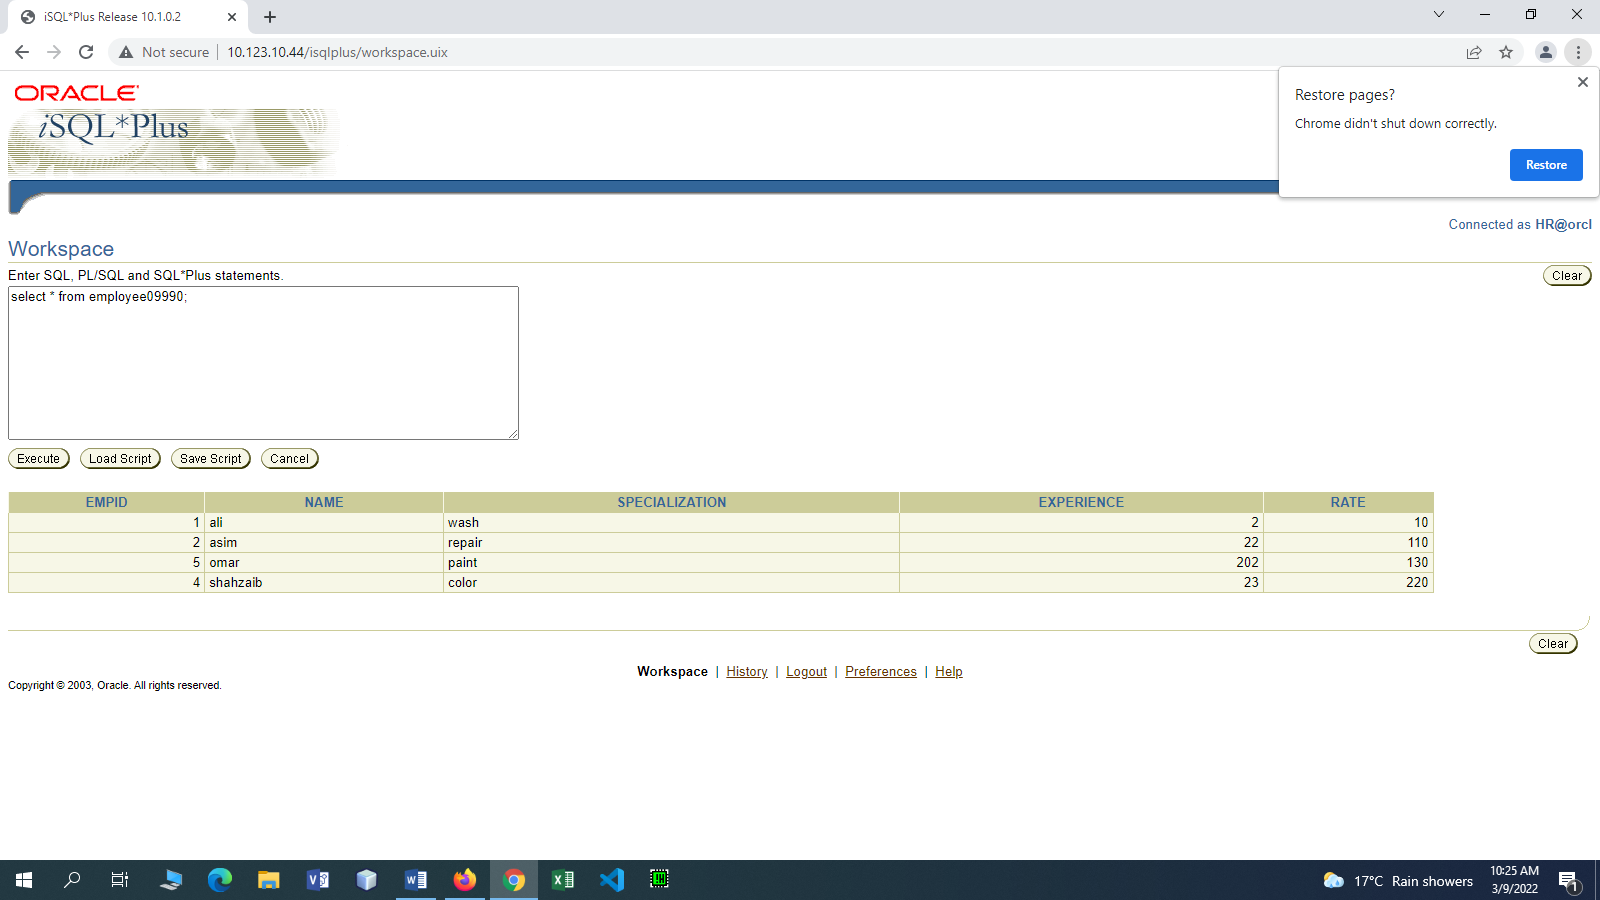 iSQL*Plus Release 10.1.0.2
Not secure
10.123.10.44/isqlplus/workspace.uix
Restore pages?
Chrome didn't shut down correctly.
Restore
ORACLE
iSQL*Plus
Connected as HR@orcl
Workspace
Enter SQL, PL/SQL and SQL*Plus statements.
Clear
select * from employee09990;
Execute Load Script Save Script Cancel
EMPID NAME SPECIALIZATION EXPERIENCE RATE
1 ali wash 2 10
2 asim repair 22 110
5 omar paint 202 130
4 shahzaib color 23 220
Clear
Workspace | History | Logout | Preferences | Help
Copyright © 2003, Oracle. All rights reserved.
17°C Rain showers
10:25 AM
3/9/2022
1